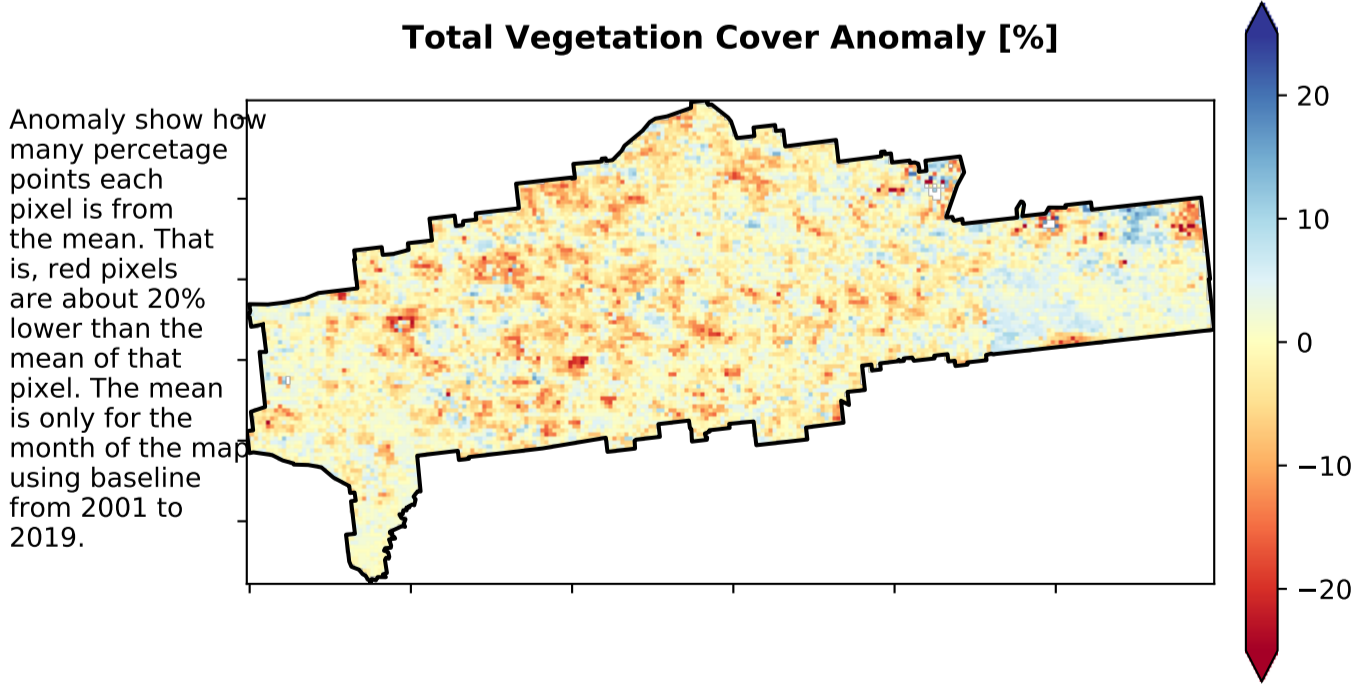 Total Vegetation Cover Anomaly [%]
Anomaly show how
many percetage
points each
pixel is from
the mean. That
is, red pixels
are about 20%
lower than the
mean of that
pixel. The mean
is only for the
month of the map
using baseline
from 2001 to
2019.
20
10
0
−10
−20